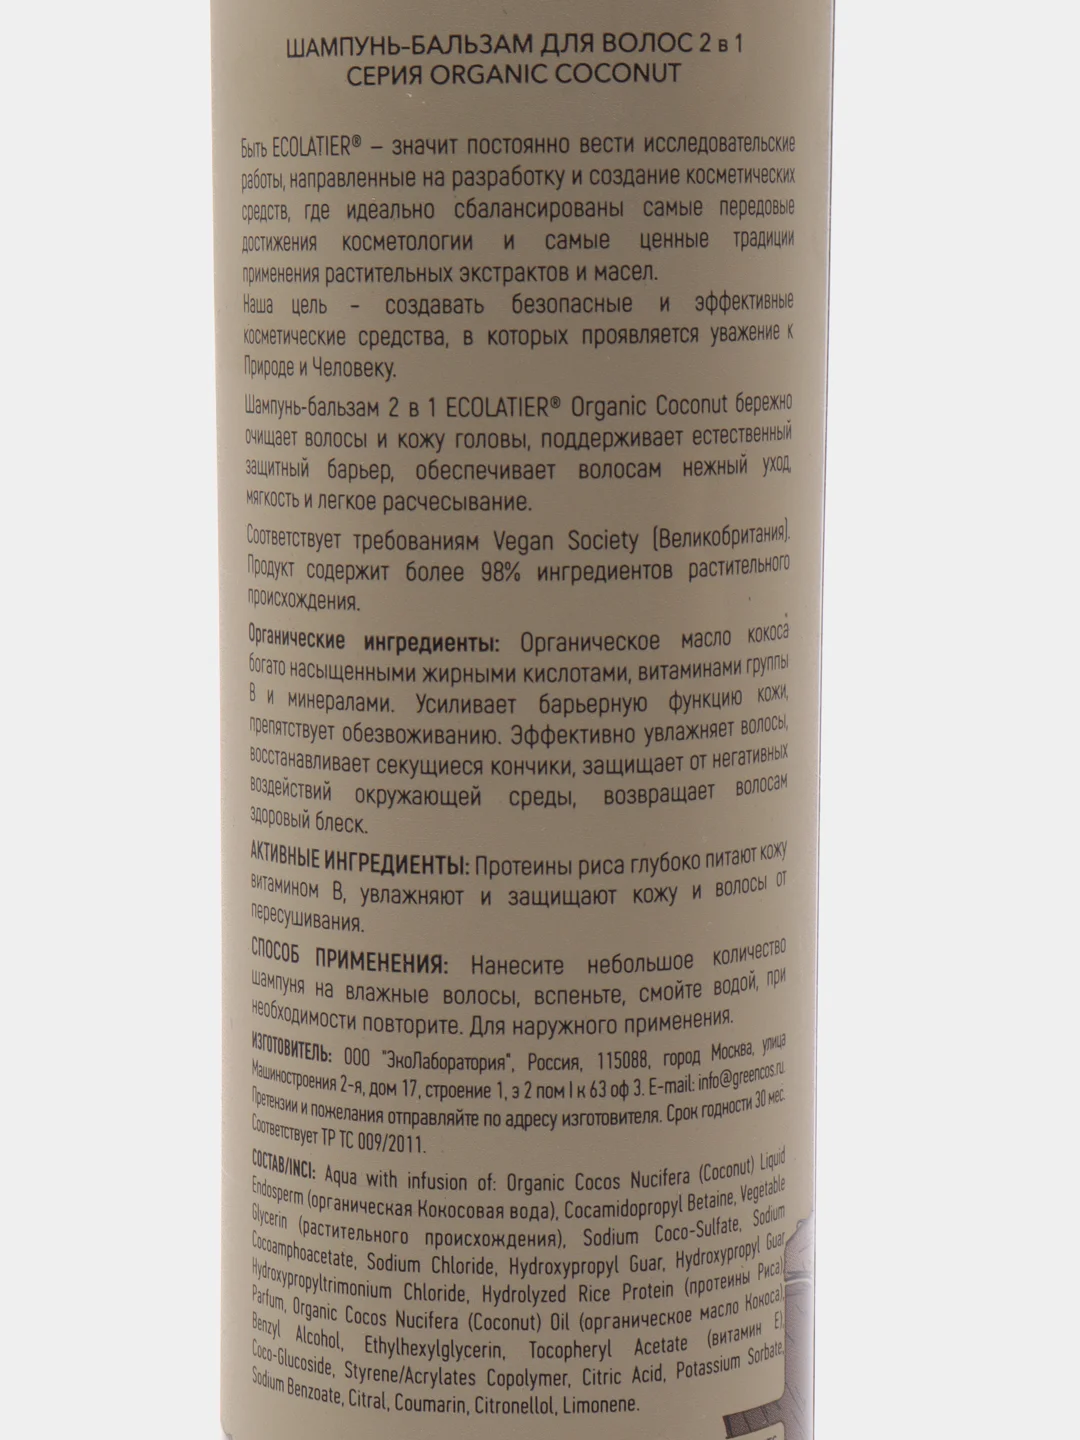 ШАМПУНЬ-БАЛЬЗАМ ДЛЯ ВОЛОС 2 в 1
СЕРИЯ ORGANIC COCONUT
Быть ECOLATIER® – значит постоянно вести исследовательские
работы, направленные на разработку и создание косметических
средств, где идеально сбалансированы самые передовые
достижения косметологии и самые ценные традиции
применения растительных экстрактов и масел.
Наша цель - создавать безопасные и эффективные
косметические средства, в которых проявляется уважение к
Природе и Человеку.
Шампунь-бальзам 2 в 1 ECOLATIER® Organic Coconut бережно
очищает волосы и кожу головы, поддерживает естественный
защитный барьер, обеспечивает волосам нежный уход,
мягкость и легкое расчесывание.
Соответствует требованиям Vegan Society (Великобритания).
Продукт содержит более 98% ингредиентов растительного
происхождения.
Органические ингредиенты: Органическое масло кокоса
богато насыщенными жирными кислотами, витаминами группы
В и минералами. Усиливает барьерную функцию кожи,
препятствует обезвоживанию. Эффективно увлажняет волосы,
восстанавливает секущиеся кончики, защищает от негативных
воздействий окружающей среды, возвращает волосам
здоровый блеск.
АКТИВНЫЕ ИНГРЕДИЕНТЫ: Протеины риса глубоко питают кожу
витамином В, увлажняют и защищают кожу и волосы от
пересушивания.
СПОСОБ ПРИМЕНЕНИЯ: Нанесите небольшое количество
шампуня на влажные волосы, вспеньте, смойте водой, при
необходимости повторите. Для наружного применения.
ИЗГОТОВИТЕЛЬ: ООО "ЭкоЛаборатория", Россия, 115088, город Москва, улица
Машиностроения 2-я, дом 17, строение 1, э 2 пом I к 63 оф 3. E-mail: info@greencos.ru.
Претензии и пожелания отправляйте по адресу изготовителя. Срок годности 30 мес.
Соответствует ТР ТС 009/2011.
СОСТАВ/INCI: Aqua with infusion of: Organic Cocos Nucifera (Coconut) Liquid
Endosperm (органическая Кокосовая вода), Cocamidopropyl Betaine, Vegetable
Glycerin (растительного происхождения), Sodium Coco-Sulfate, Sodium
Cocoamphoacetate, Sodium Chloride, Hydroxypropyl Guar, Hydroxypropyl Guar
Hydroxypropyltrimonium Chloride, Hydrolyzed Rice Protein (протеины Риса),
Parfum, Organic Cocos Nucifera (Coconut) Oil (органическое масло Кокоса),
Benzyl Alcohol, Ethylhexylglycerin, Tocopheryl Acetate (витамин Е),
Coco-Glucoside, Styrene/Acrylates Copolymer, Citric Acid, Potassium Sorbate,
Sodium Benzoate, Citral, Coumarin, Citronellol, Limonene.